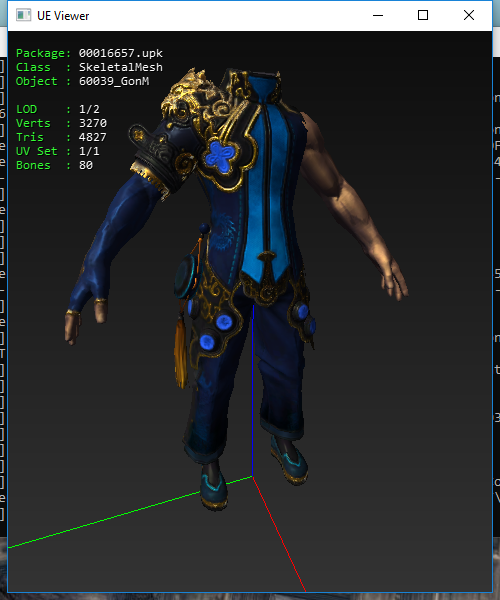 UE Viewer
Package: 00016657.upk
Class  : SkeletalMesh
Object : 60039_GonM
LOD    : 1/2
Verts  : 3270
Tris   : 4827
UV Set : 1/1
Bones  : 80